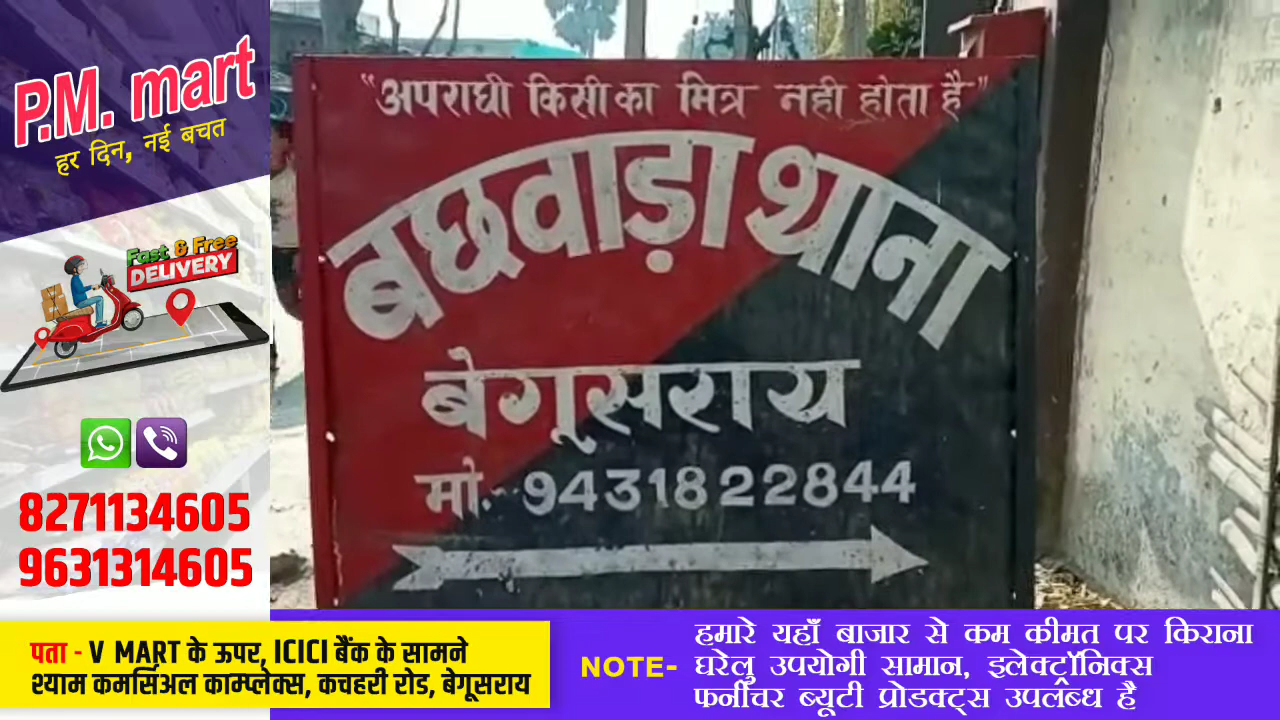 P.M. mart
हर दिन, नई बचत
Fast & Free
DELIVERY
8271134605
9631314605
"अपराधी किसी का मित्र नही होता है"
बछवाड़ा थाना
बेगूसराय
मो.- 9431822844
पता - V MART के ऊपर, ICICI बैंक के सामने
श्याम कमर्सिअल काम्प्लेक्स, कचहरी रोड, बेगूसराय
NOTE-
हमारे यहाँ बाजार से कम कीमत पर किराना
घरेलु उपयोगी सामान, इलेक्ट्रॉनिक्स
फर्नीचर ब्यूटी प्रोडक्ट्स उपलब्ध है